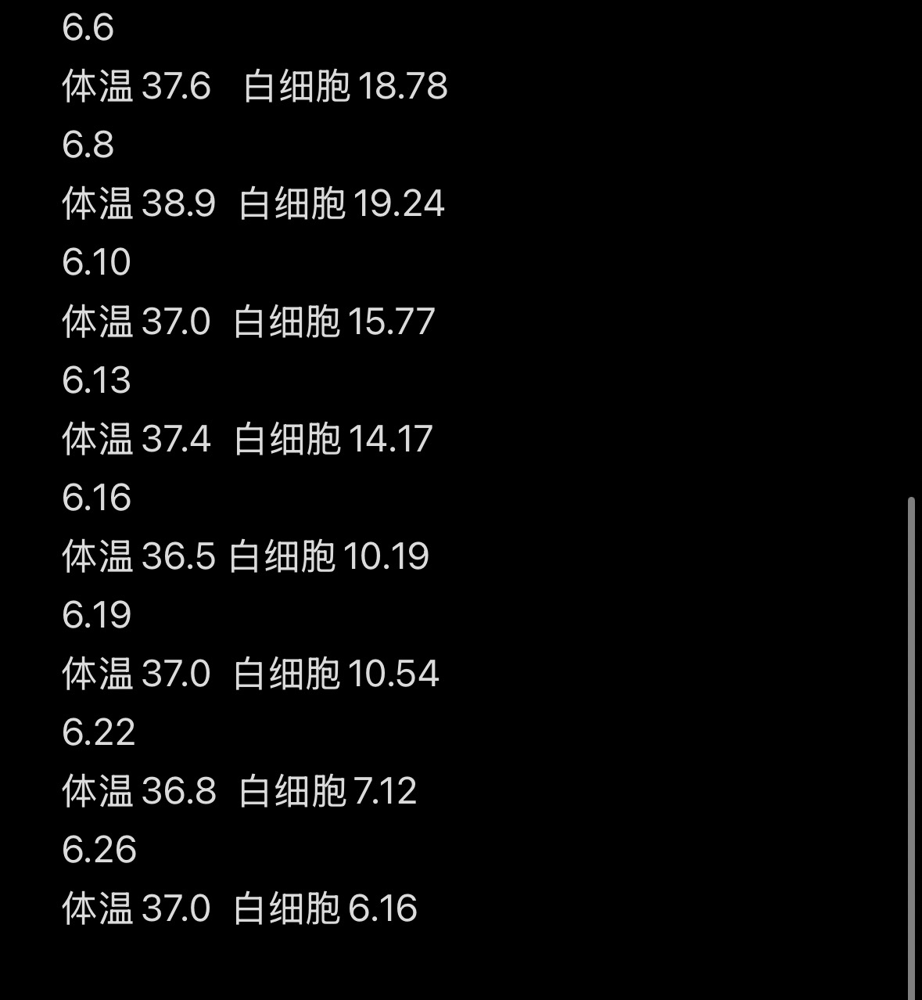 6.6
体温 37.6 白细胞 18.78
6.8
体温 38.9 白细胞 19.24
6.10
体温 37.0 白细胞 15.77
6.13
体温 37.4 白细胞 14.17
6.16
体温 36.5 白细胞 10.19
6.19
体温 37.0 白细胞 10.54
6.22
体温 36.8 白细胞 7.12
6.26
体温 37.0 白细胞 6.16